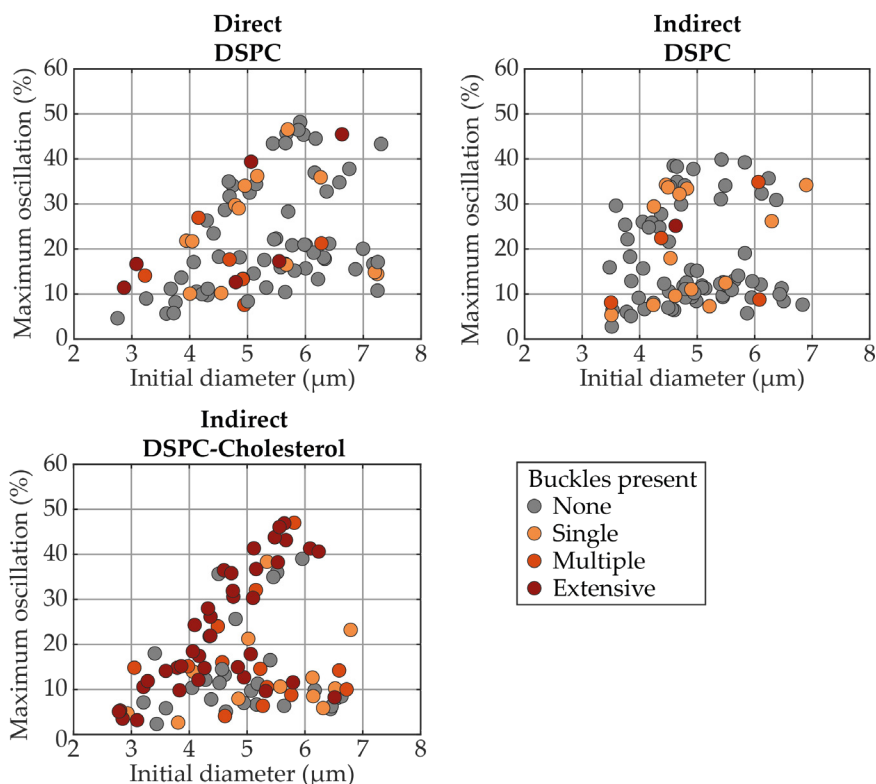 Direct
DSPC
Maximum oscillation (%)
60
50
40
30
20
10
0
2 3 4 5 6 7 8
Initial diameter (μm)
Indirect
DSPC
Maximum oscillation (%)
60
50
40
30
20
10
0
2 3 4 5 6 7 8
Initial diameter (μm)
Indirect
DSPC-Cholesterol
Maximum oscillation (%)
60
50
40
30
20
10
0
2 3 4 5 6 7 8
Initial diameter (μm)
Buckles present
None
Single
Multiple
Extensive